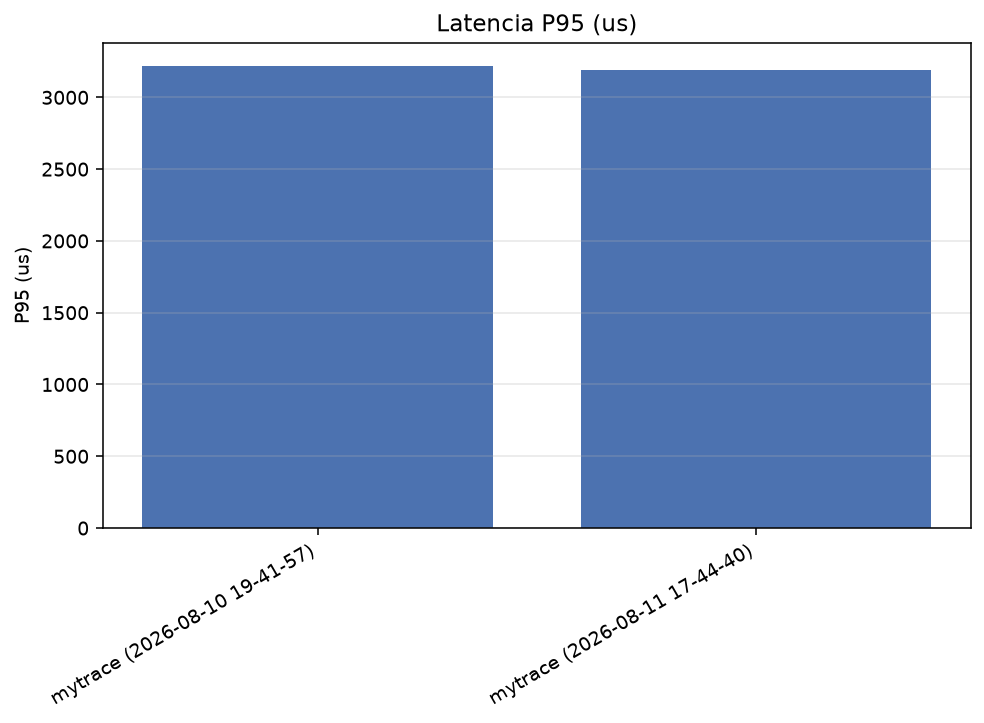 Latencia P95 (us)
P95 (us)
3000
2500
2000
1500
1000
500
0
mytrace (2026-08-10 19-41-57)
mytrace (2026-08-11 17-44-40)